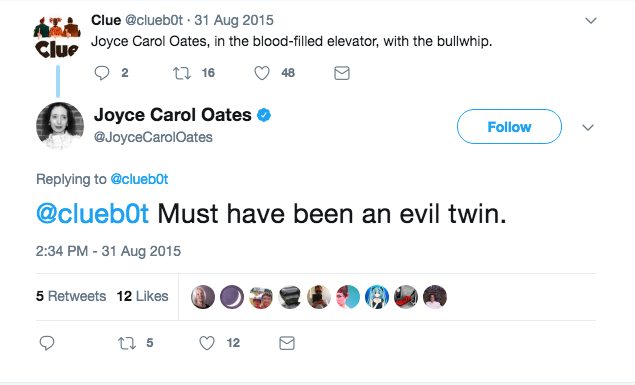 Clue @clueb0t · 31 Aug 2015
Clue
Joyce Carol Oates, in the blood-filled elevator, with the bullwhip.
2 16 48
Joyce Carol Oates
@JoyceCarolOates
Follow
Replying to @clueb0t
@clueb0t Must have been an evil twin.
2:34 PM - 31 Aug 2015
5 Retweets 12 Likes
5 12